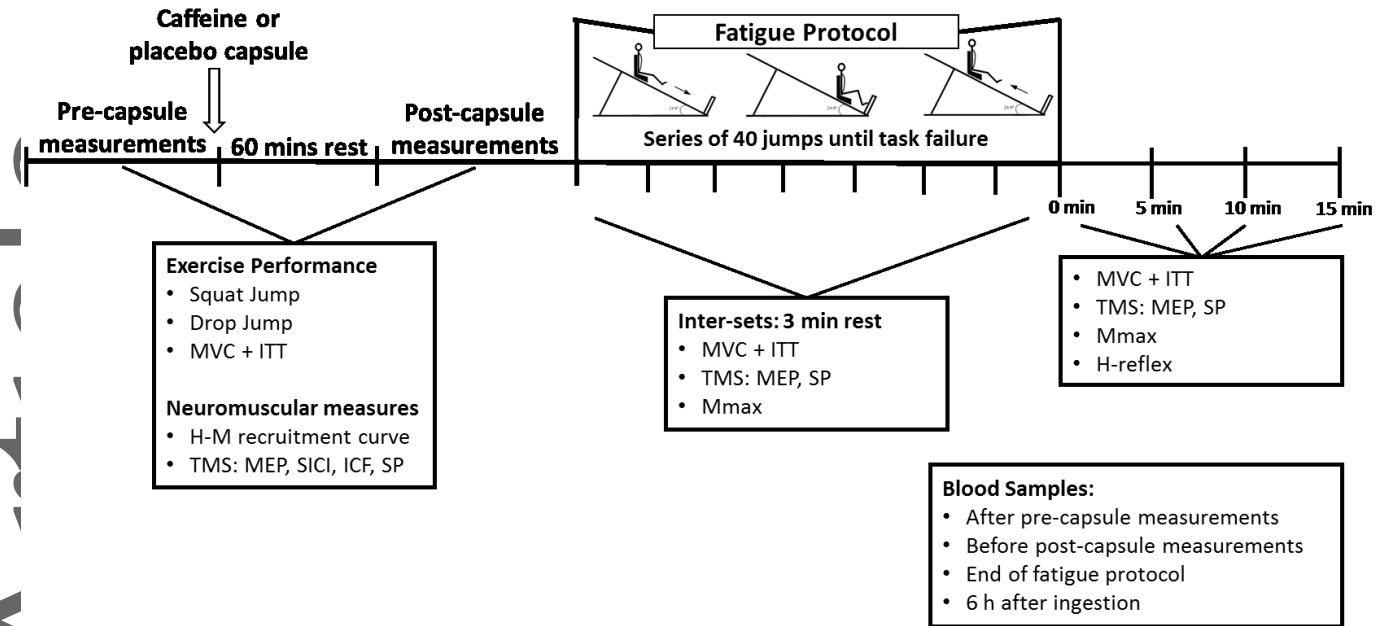 Caffeine or
placebo capsule
Pre-capsule
measurements
60 mins rest
Post-capsule
measurements
Fatigue Protocol
Series of 40 jumps until task failure
0 min
5 min
10 min
15 min
Exercise Performance
• Squat Jump
• Drop Jump
• MVC + ITT
Neuromuscular measures
• H-M recruitment curve
• TMS: MEP, SICI, ICF, SP
Inter-sets: 3 min rest
• MVC + ITT
• TMS: MEP, SP
• Mmax
• MVC + ITT
• TMS: MEP, SP
• Mmax
• H-reflex
Blood Samples:
• After pre-capsule measurements
• Before post-capsule measurements
• End of fatigue protocol
• 6 h after ingestion